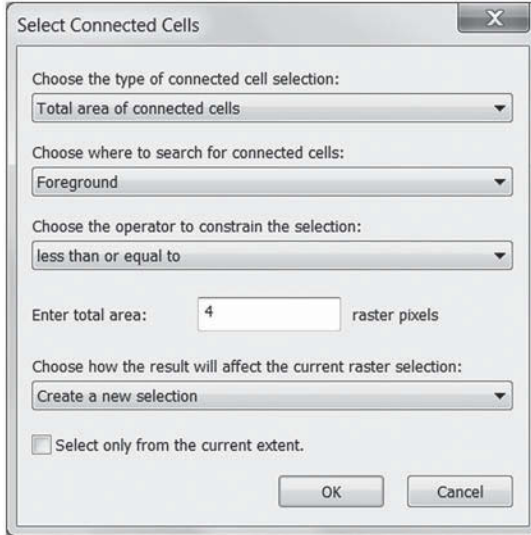 Select Connected Cells
Choose the type of connected cell selection:
Total area of connected cells
Choose where to search for connected cells:
Foreground
Choose the operator to constrain the selection:
less than or equal to
Enter total area: 4 raster pixels
Choose how the result will affect the current raster selection:
Create a new selection
Select only from the current extent.
OK Cancel